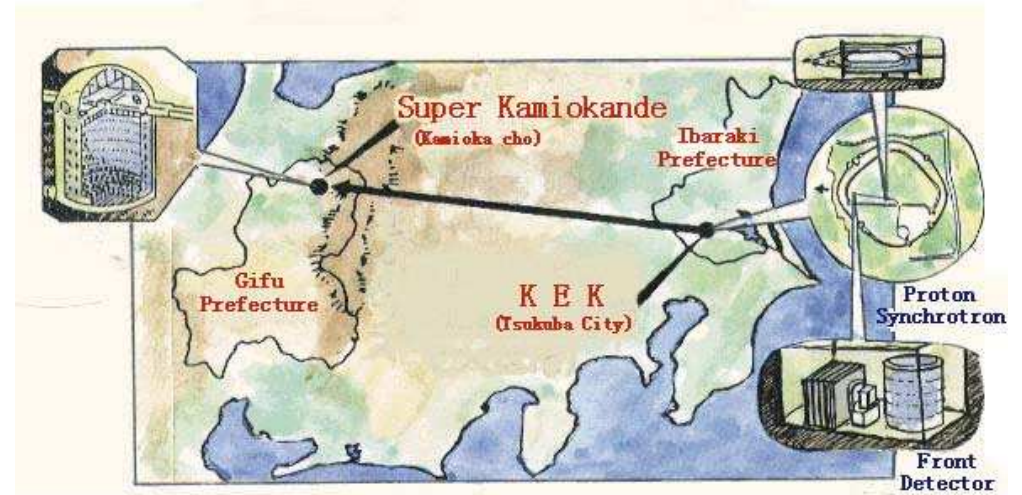 Super Kamiokande
(Kamioka cho)
Ibaraki
Prefecture
Gifu
Prefecture
K E K
(Tsukuba City)
Proton
Synchrotron
Front
Detector